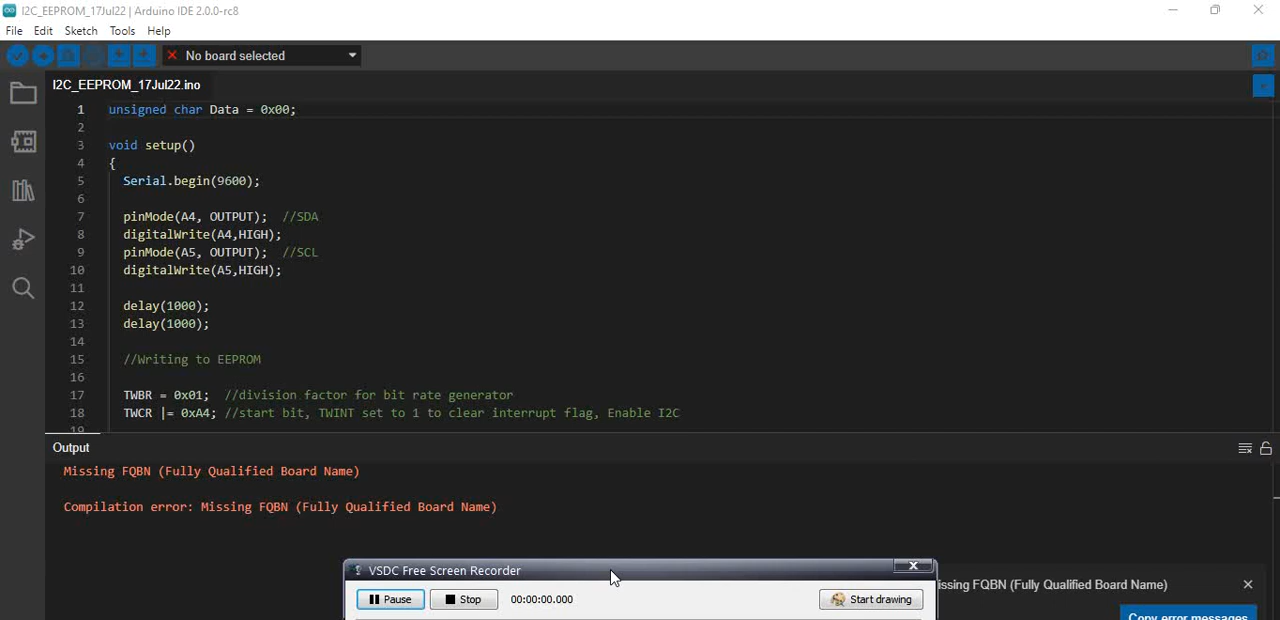 I2C_EEPROM_17Jul22 | Arduino IDE 2.0.0-rc8
File Edit Sketch Tools Help
No board selected
I2C_EEPROM_17Jul22.ino
1 unsigned char Data = 0x00;
2
3 void setup()
4 {
5 Serial.begin(9600);
6
7 pinMode(A4, OUTPUT); //SDA
8 digitalWrite(A4,HIGH);
9 pinMode(A5, OUTPUT); //SCL
10 digitalWrite(A5,HIGH);
11
12 delay(1000);
13 delay(1000);
14
15 //Writing to EEPROM
16
17 TWBR = 0x01; //division factor for bit rate generator
18 TWCR |= 0xA4; //start bit, TWINT set to 1 to clear interrupt flag, Enable I2C
19
Output
Missing FQBN (Fully Qualified Board Name)
Compilation error: Missing FQBN (Fully Qualified Board Name)
VSDC Free Screen Recorder
issing FQBN (Fully Qualified Board Name)
Pause Stop 00:00:00.000 Start drawing
Copy error messages